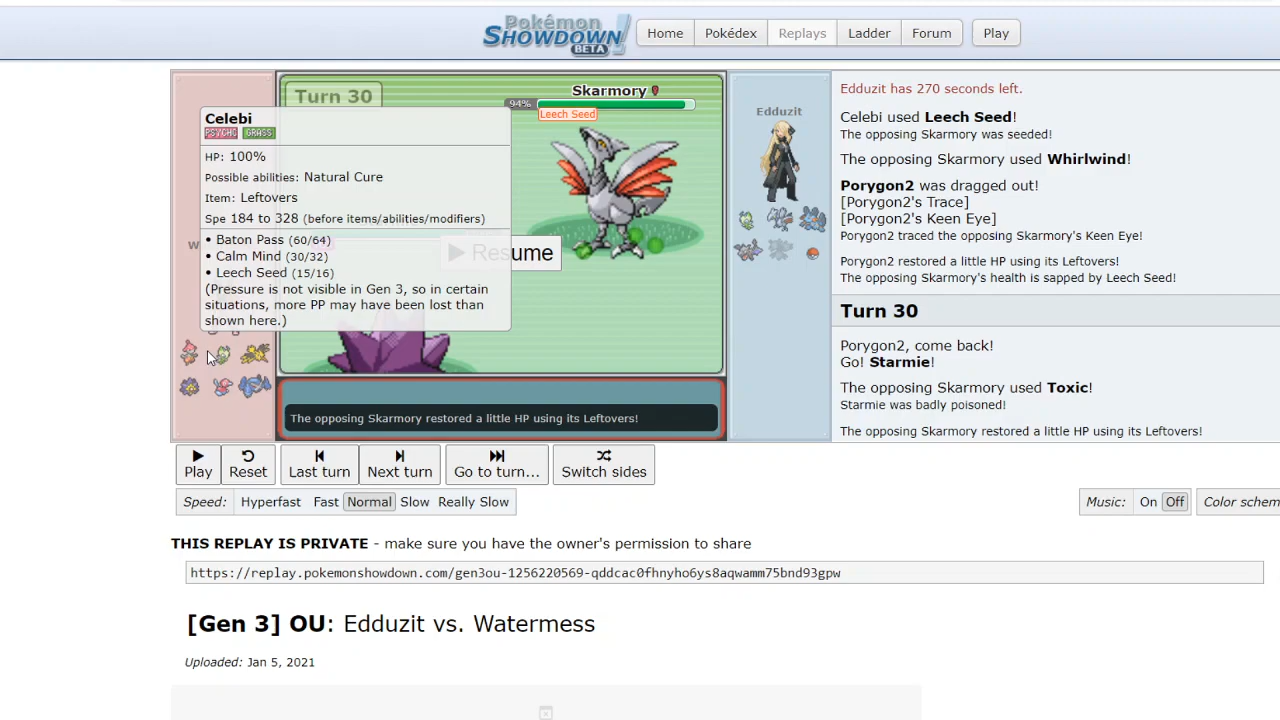 Pokémon
SHOWDOWN!
BETA
Home
Pokédex
Replays
Ladder
Forum
Play
Turn 30
Skarmory
94%
Leech Seed
Celebi
PSYCHC GRASS
HP: 100%
Possible abilities: Natural Cure
Item: Leftovers
Spe 184 to 328 (before items/abilities/modifiers)
• Baton Pass (60/64)
• Calm Mind (30/32)
• Leech Seed (15/16)
(Pressure is not visible in Gen 3, so in certain
situations, more PP may have been lost than
shown here.)
Resume
The opposing Skarmory restored a little HP using its Leftovers!
Edduzit
Edduzit has 270 seconds left.
Celebi used Leech Seed!
The opposing Skarmory was seeded!
The opposing Skarmory used Whirlwind!
Porygon2 was dragged out!
[Porygon2's Trace]
[Porygon2's Keen Eye]
Porygon2 traced the opposing Skarmory's Keen Eye!
Porygon2 restored a little HP using its Leftovers!
The opposing Skarmory's health is sapped by Leech Seed!
Turn 30
Porygon2, come back!
Go! Starmie!
The opposing Skarmory used Toxic!
Starmie was badly poisoned!
The opposing Skarmory restored a little HP using its Leftovers!
Play
Reset
Last turn
Next turn
Go to turn...
Switch sides
Speed: Hyperfast Fast Normal Slow Really Slow
Music: On Off
Color schem
THIS REPLAY IS PRIVATE - make sure you have the owner's permission to share
https://replay.pokemonshowdown.com/gen3ou-1256220569-qddcac0fhnyho6ys8aqwamm75bnd93gpw
[Gen 3] OU: Edduzit vs. Watermess
Uploaded: Jan 5, 2021